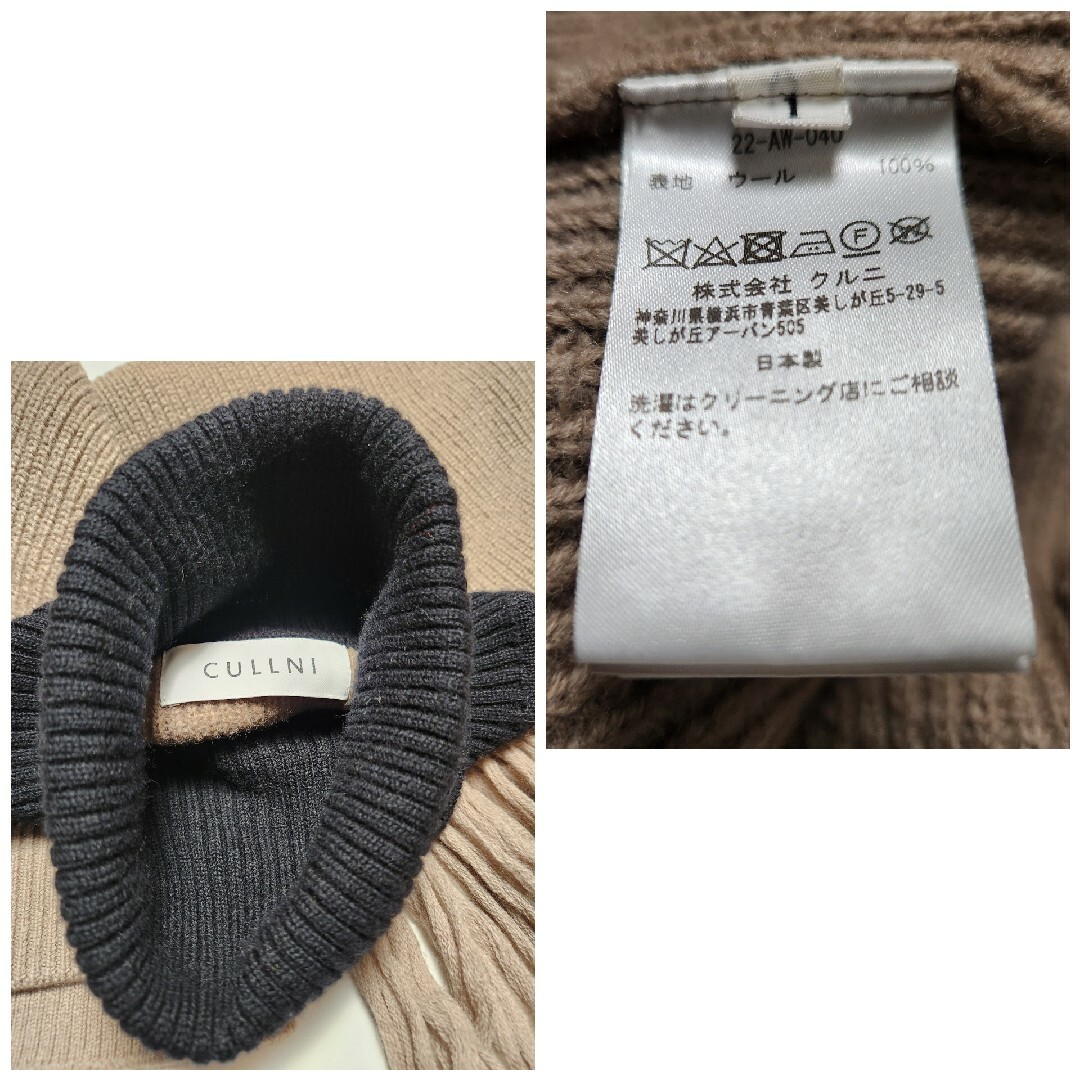 CULLNI
1
22-AW-040
表地 ウール 100%
F
W
株式会社 クルニ
神奈川県横浜市青葉区美しが丘5-29-5
美しが丘アーバン505
日本製
洗濯はクリーニング店にご相談
ください。